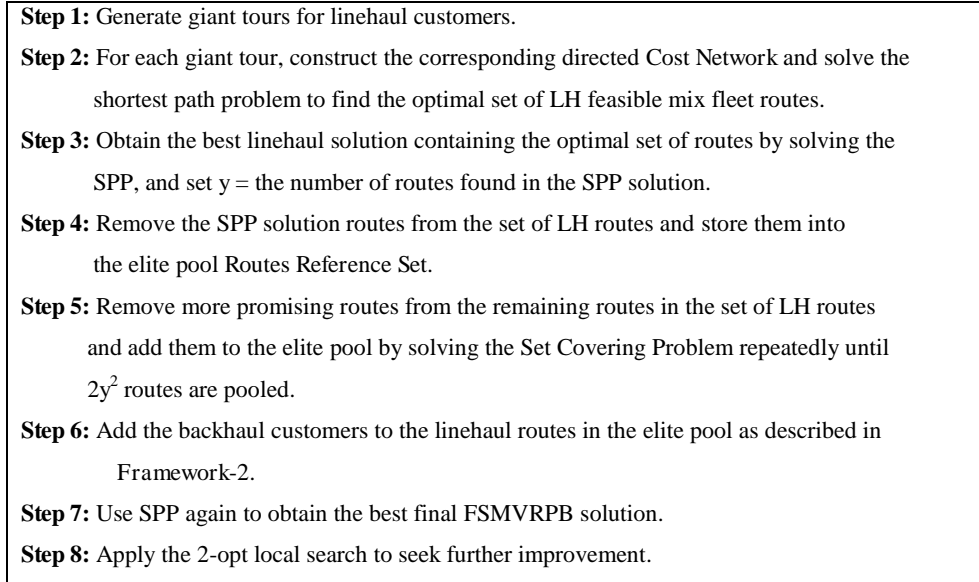 Step 1: Generate giant tours for linehaul customers.
Step 2: For each giant tour, construct the corresponding directed Cost Network and solve the
shortest path problem to find the optimal set of LH feasible mix fleet routes.
Step 3: Obtain the best linehaul solution containing the optimal set of routes by solving the
SPP, and set y = the number of routes found in the SPP solution.
Step 4: Remove the SPP solution routes from the set of LH routes and store them into
the elite pool Routes Reference Set.
Step 5: Remove more promising routes from the remaining routes in the set of LH routes
and add them to the elite pool by solving the Set Covering Problem repeatedly until
2y² routes are pooled.
Step 6: Add the backhaul customers to the linehaul routes in the elite pool as described in
Framework-2.
Step 7: Use SPP again to obtain the best final FSMVRPB solution.
Step 8: Apply the 2-opt local search to seek further improvement.